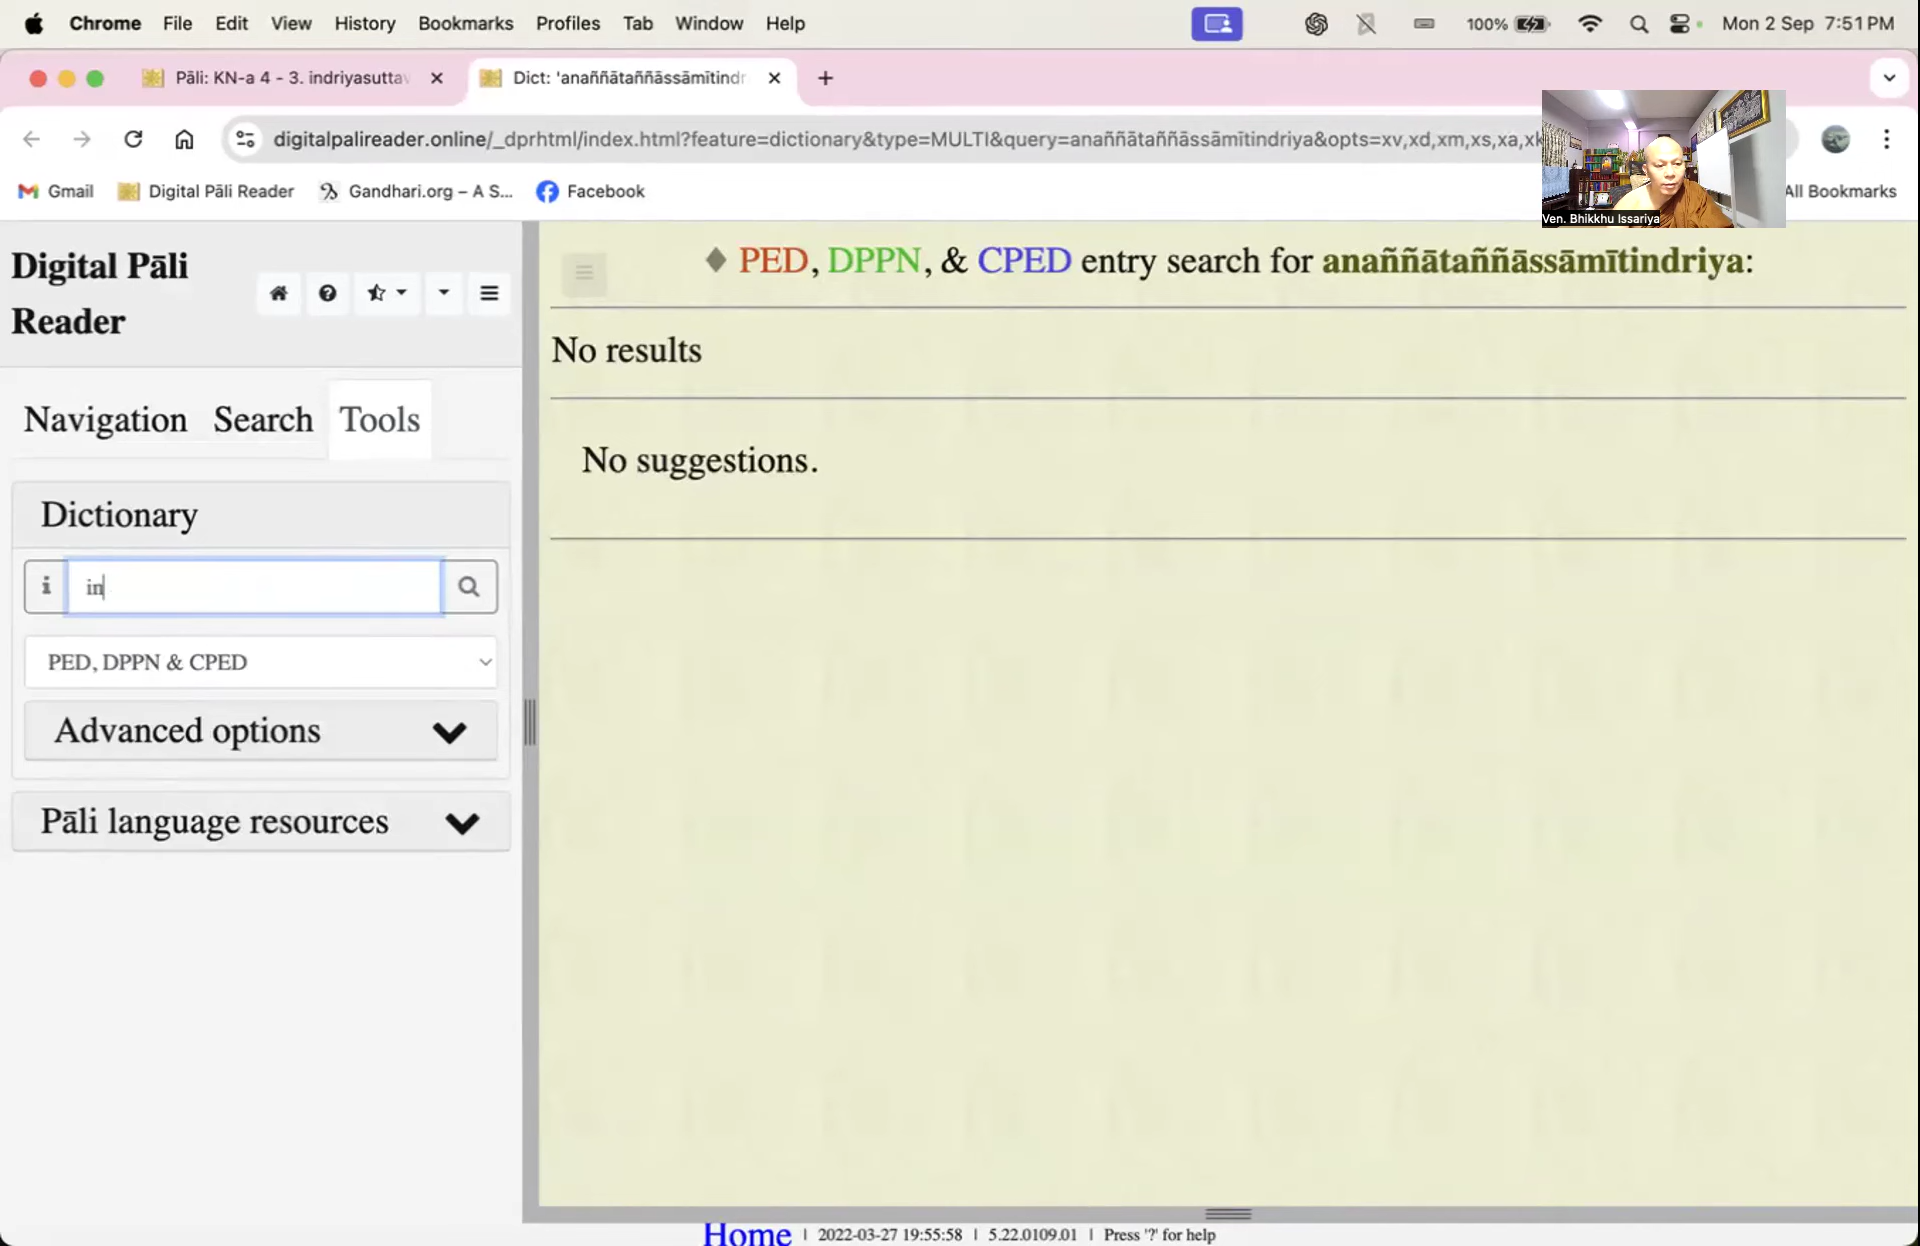 Chrome File Edit View History Bookmarks Profiles Tab Window Help 100% Mon 2 Sep 7:51 PM
Pāli: KN-a 4 - 3. indriyasutta
Dict: 'anaññātaññāssāmītindr
digitalpalireader.online/_dprhtml/index.html?feature=dictionary&type=MULTI&query=anaññātaññāssāmītindriya&opts=xv,xd,xm,xs,xa,x
Gmail Digital Pāli Reader Gandhari.org – A S... Facebook All Bookmarks
Ven. Bhikkhu Issariya
Digital Pāli
Reader
Navigation Search Tools
Dictionary
in
PED, DPPN & CPED
Advanced options
Pāli language resources
♦ PED, DPPN, & CPED entry search for anaññātaññāssāmītindriya:
No results
No suggestions.
Home | 2022-03-27 19:55:58 | 5.22.0109.01 | Press '?' for help